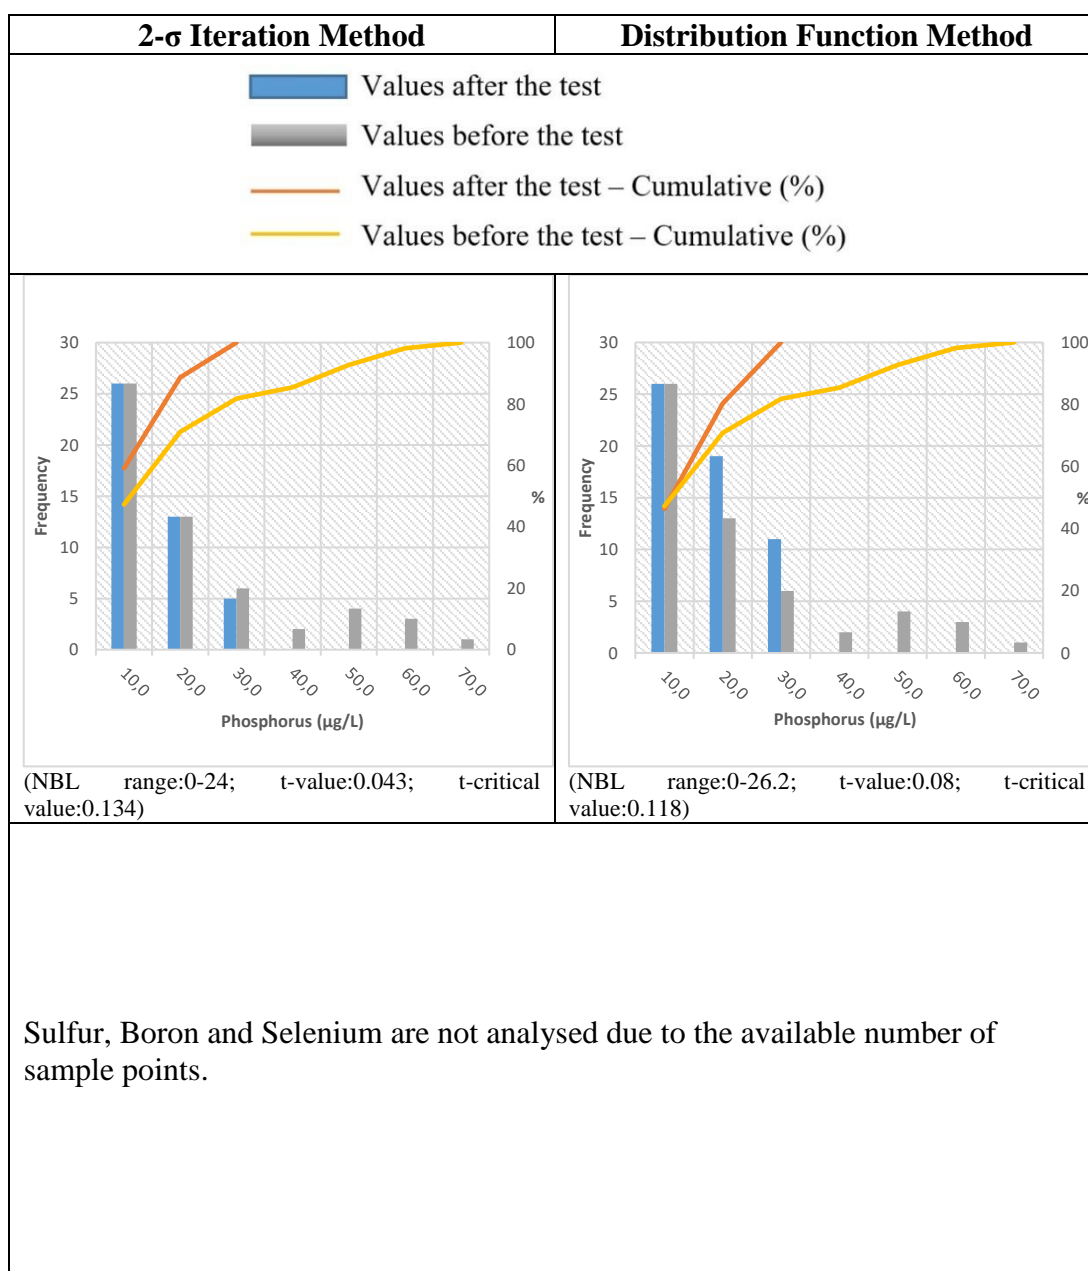 2-σ Iteration Method
Distribution Function Method
Values after the test
Values before the test
Values after the test – Cumulative (%)
Values before the test – Cumulative (%)
30
25
20
15
10
5
0
Frequency
100
80
60
40
20
0
%
10,0
20,0
30,0
40,0
50,0
60,0
70,0
Phosphorus (µg/L)
(NBL range:0-24; t-value:0.043; t-critical
value:0.134)
30
25
20
15
10
5
0
Frequency
100
80
60
40
20
0
%
10,0
20,0
30,0
40,0
50,0
60,0
70,0
Phosphorus (µg/L)
(NBL range:0-26.2; t-value:0.08; t-critical
value:0.118)
Sulfur, Boron and Selenium are not analysed due to the available number of
sample points.